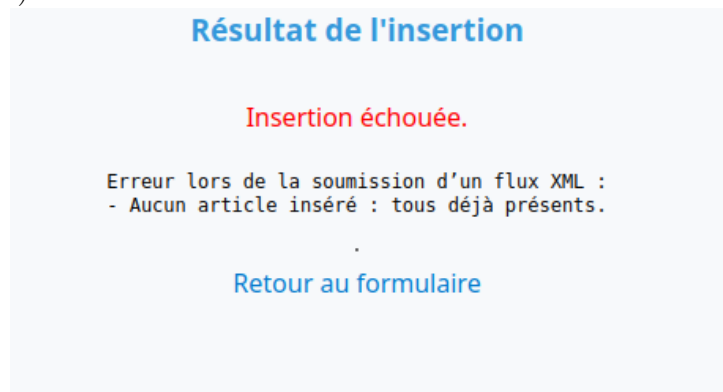 )
Résultat de l'insertion
Insertion échouée.
Erreur lors de la soumission d’un flux XML :
- Aucun article inséré : tous déjà présents.
.
Retour au formulaire